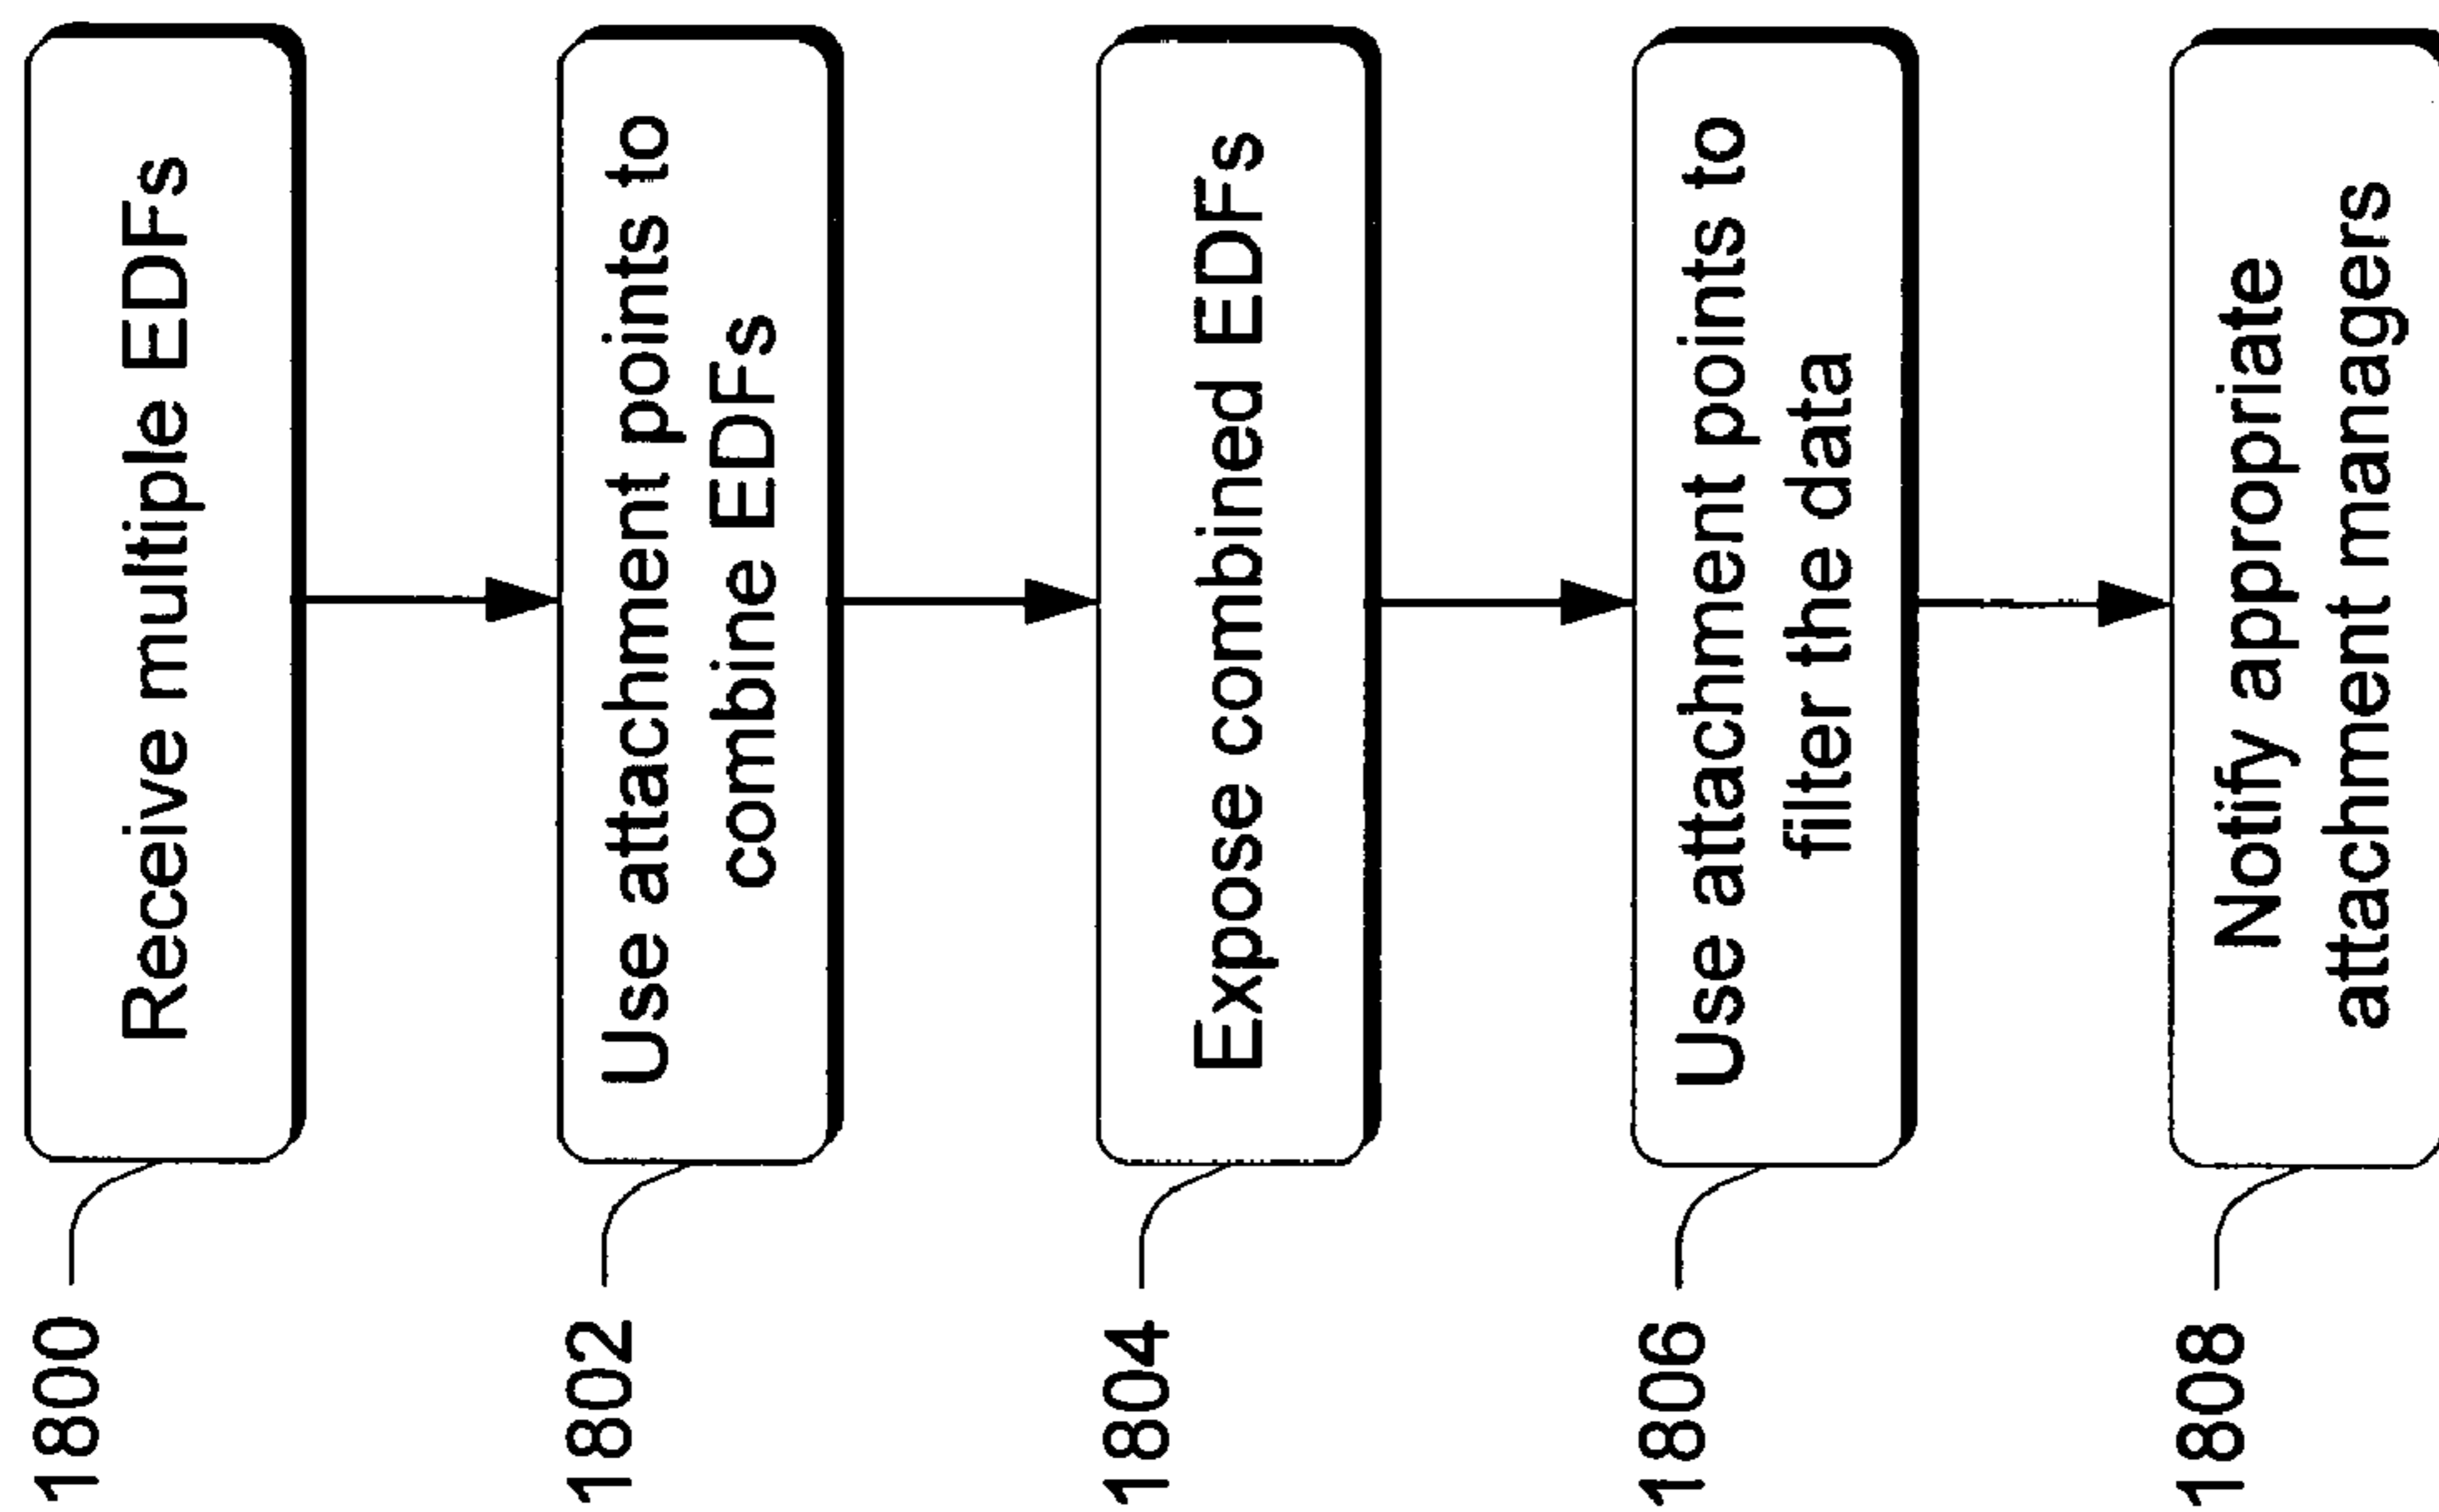 1800
Receive multiple EDFs
1802
Use attachment points to
combine EDFs
1804
Expose combined EDFs
1806
Use attachment points to
filter the data
1808
Notify appropriate
attachment managers